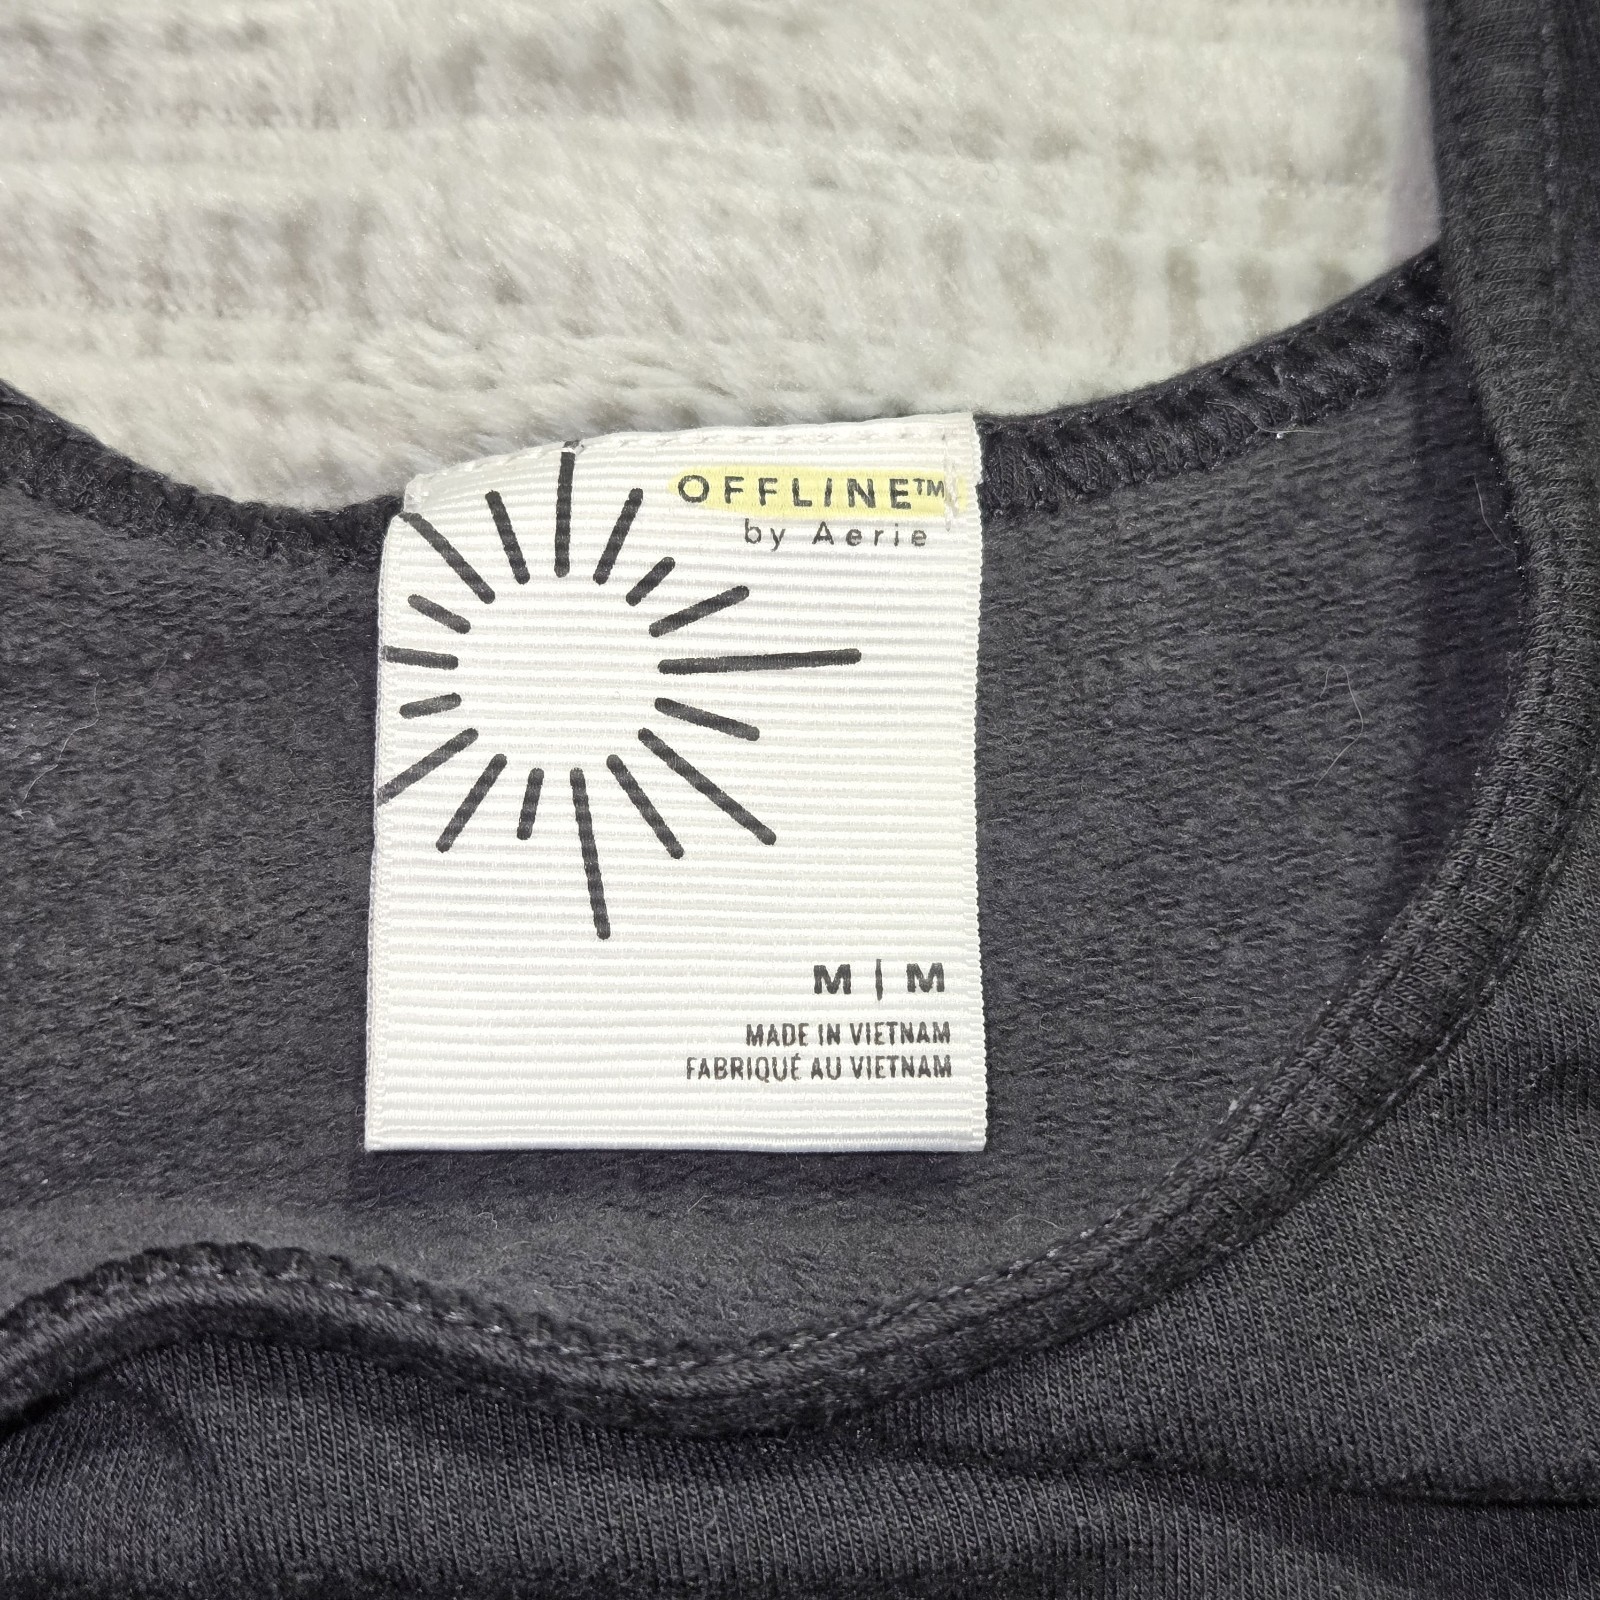 OFFLINE™
by Aerie
M | M
MADE IN VIETNAM
FABRIQUÉ AU VIETNAM